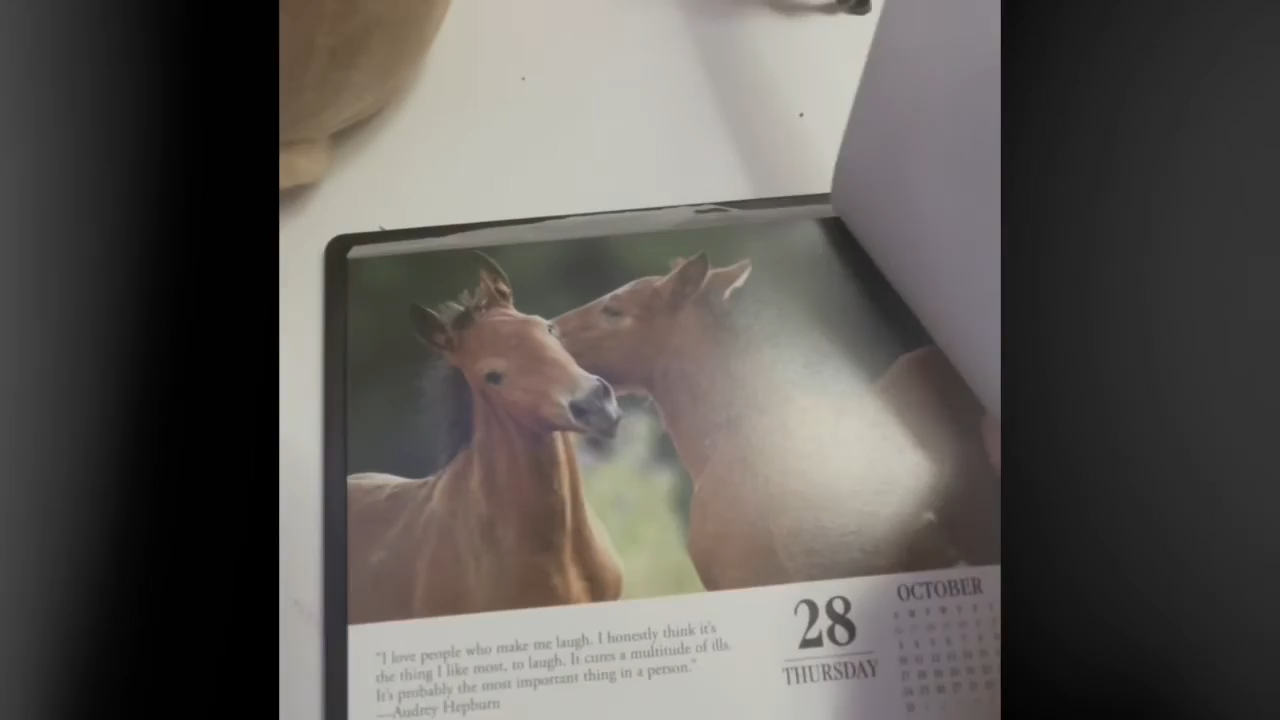 "I love people who make me laugh. I honestly think it's
the thing I like most, to laugh. It cures a multitude of ills.
It's probably the most important thing in a person."
—Audrey Hepburn
28
THURSDAY
OCTOBER